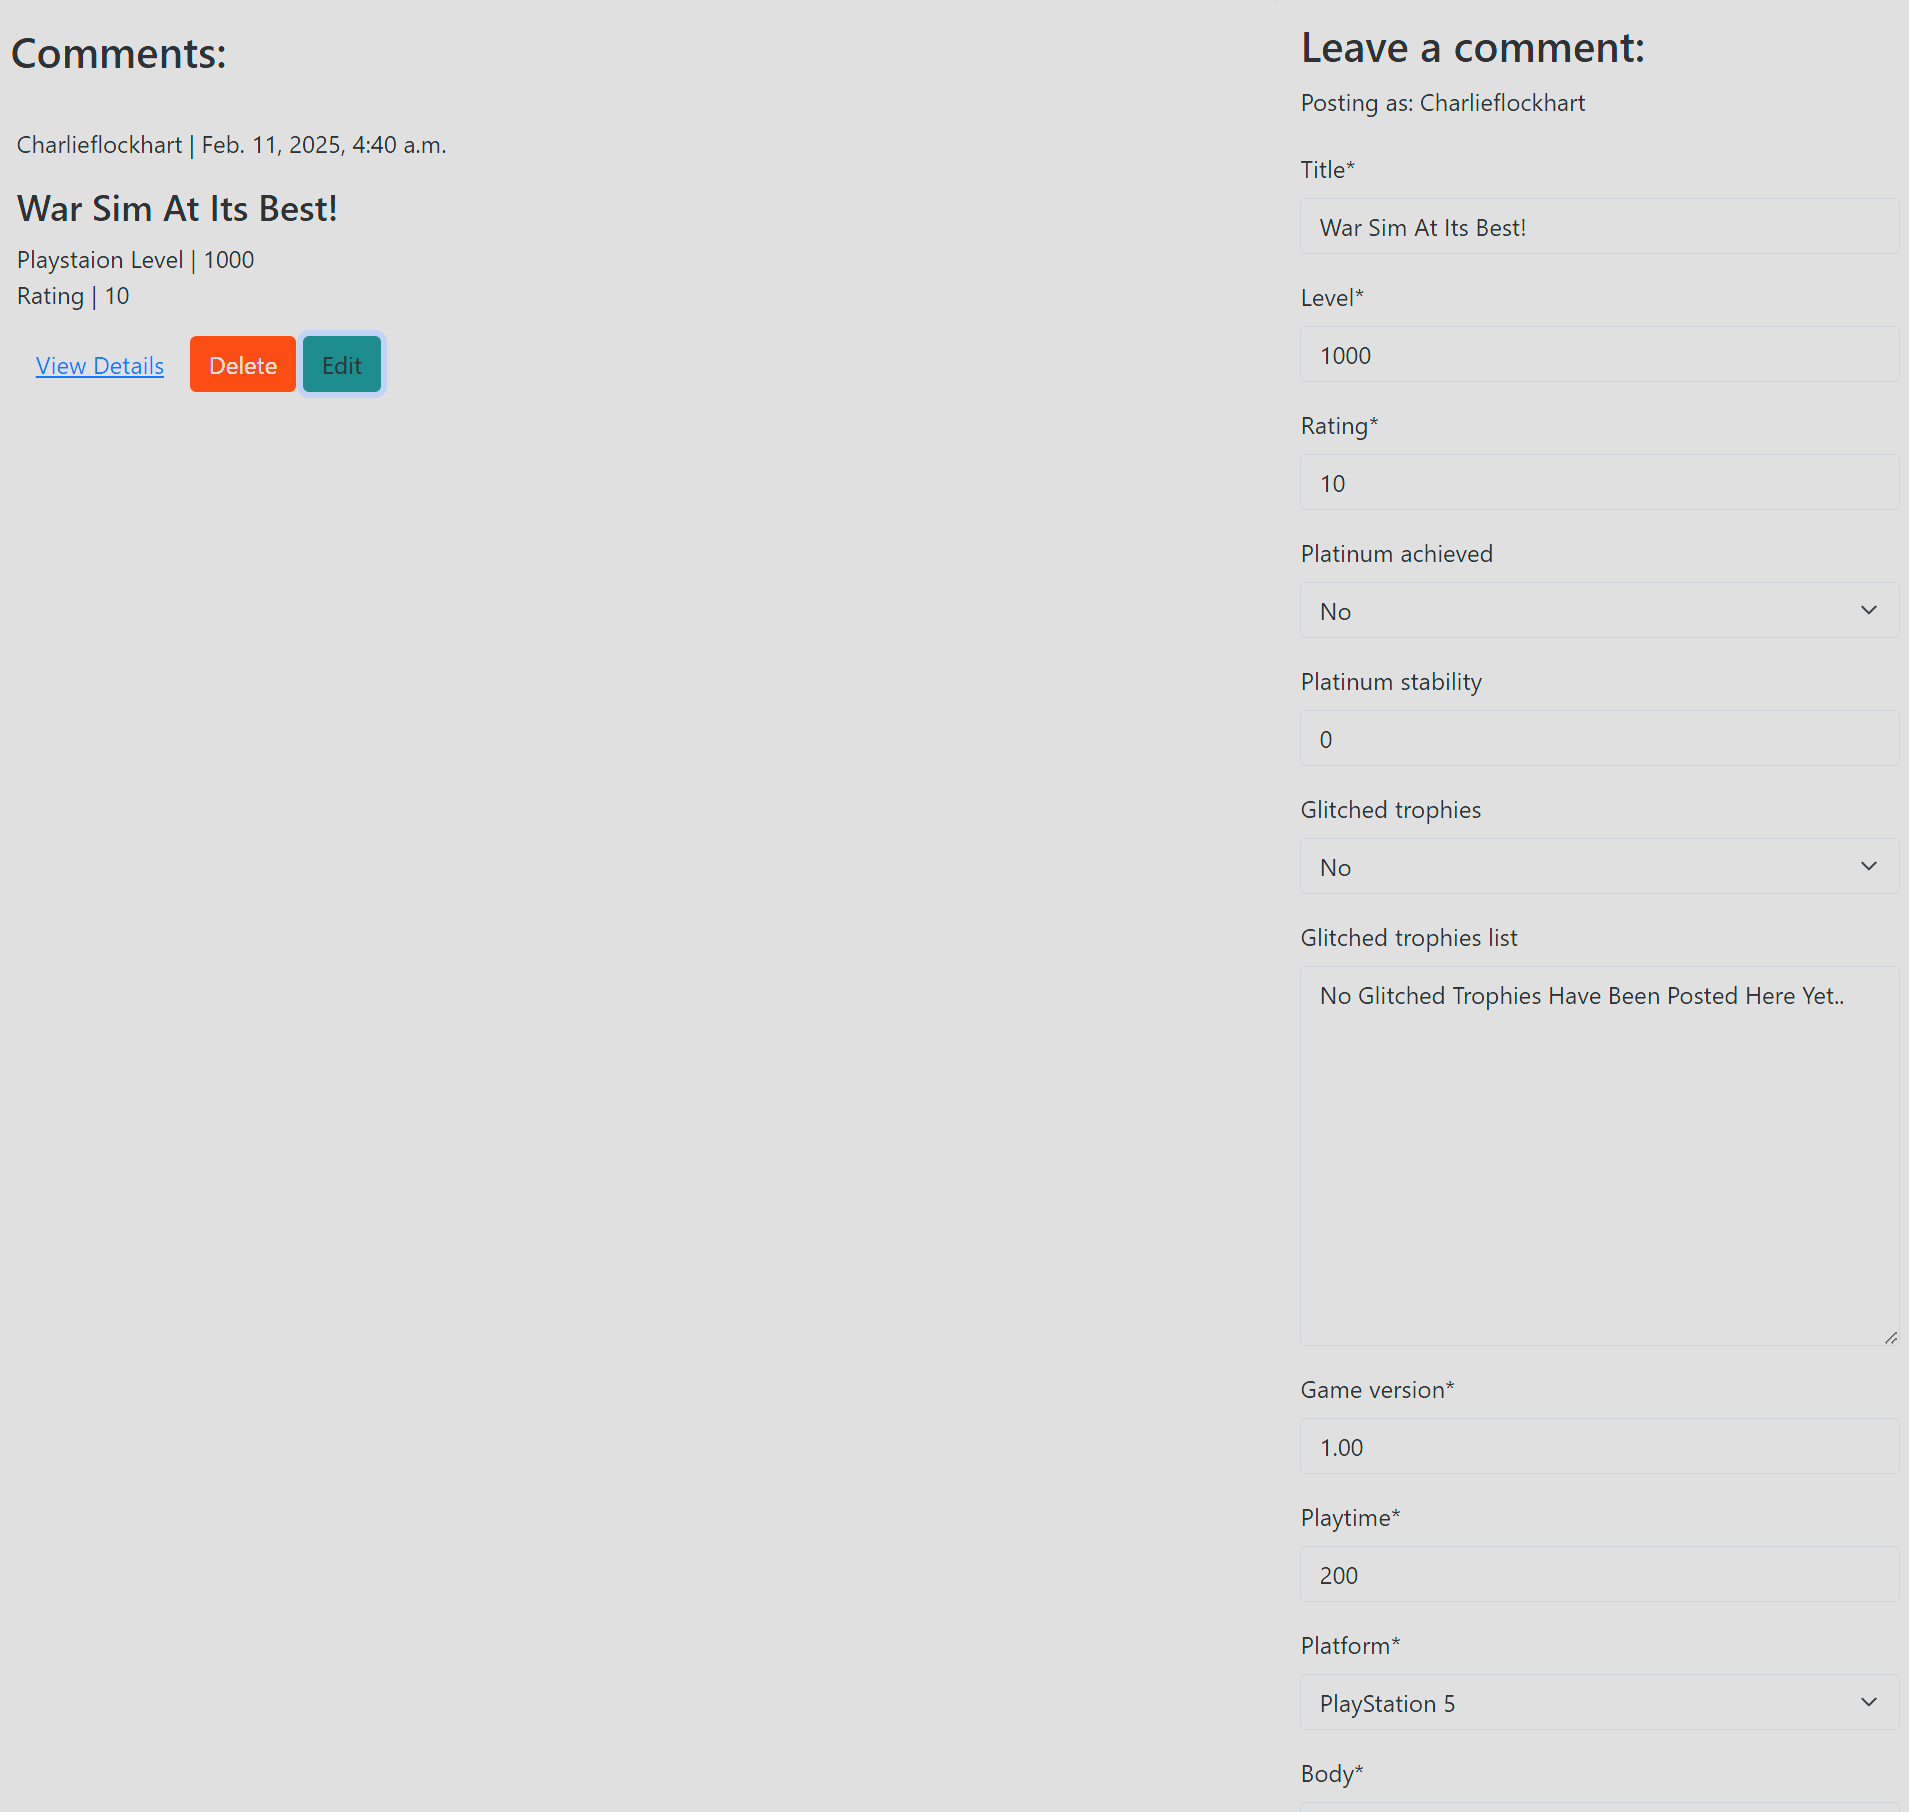 Comments:
Charlieflockhart | Feb. 11, 2025, 4:40 a.m.
War Sim At Its Best!
Playstaion Level | 1000
Rating | 10
View Details
Delete
Edit
Leave a comment:
Posting as: Charlieflockhart
Title*
War Sim At Its Best!
Level*
1000
Rating*
10
Platinum achieved
No
Platinum stability
0
Glitched trophies
No
Glitched trophies list
No Glitched Trophies Have Been Posted Here Yet..
Game version*
1.00
Playtime*
200
Platform*
PlayStation 5
Body*